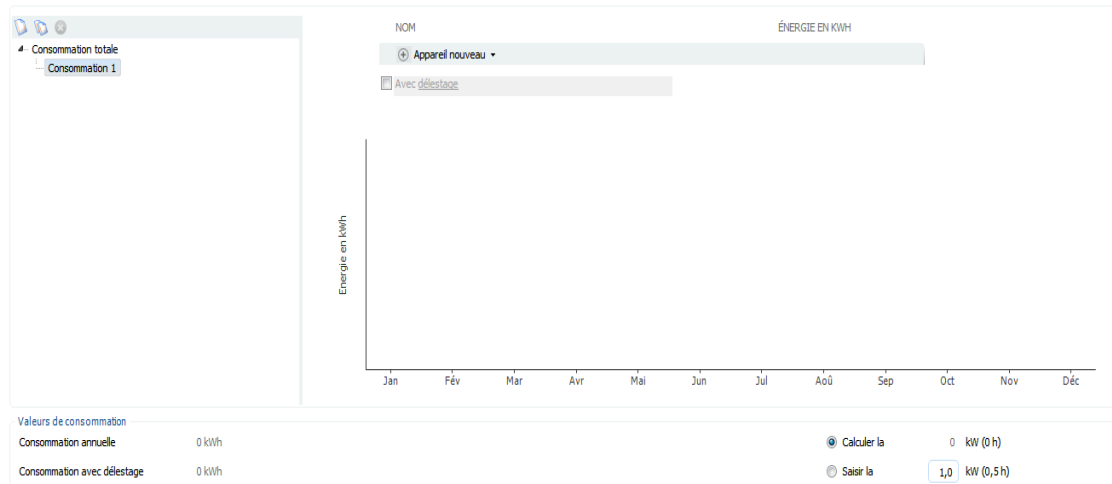 NOM ÉNERGIE EN KWH
Consommation totale
Appareil nouveau
Consommation 1
Avec délestage
Energie en kWh
Jan Fév Mar Avr Mai Jun Jul Aoû Sep Oct Nov Déc
Valeurs de consommation
Consommation annuelle 0 kWh Calculer la 0 kW (0 h)
Consommation avec délestage 0 kWh Saisir la 1,0 kW (0,5 h)